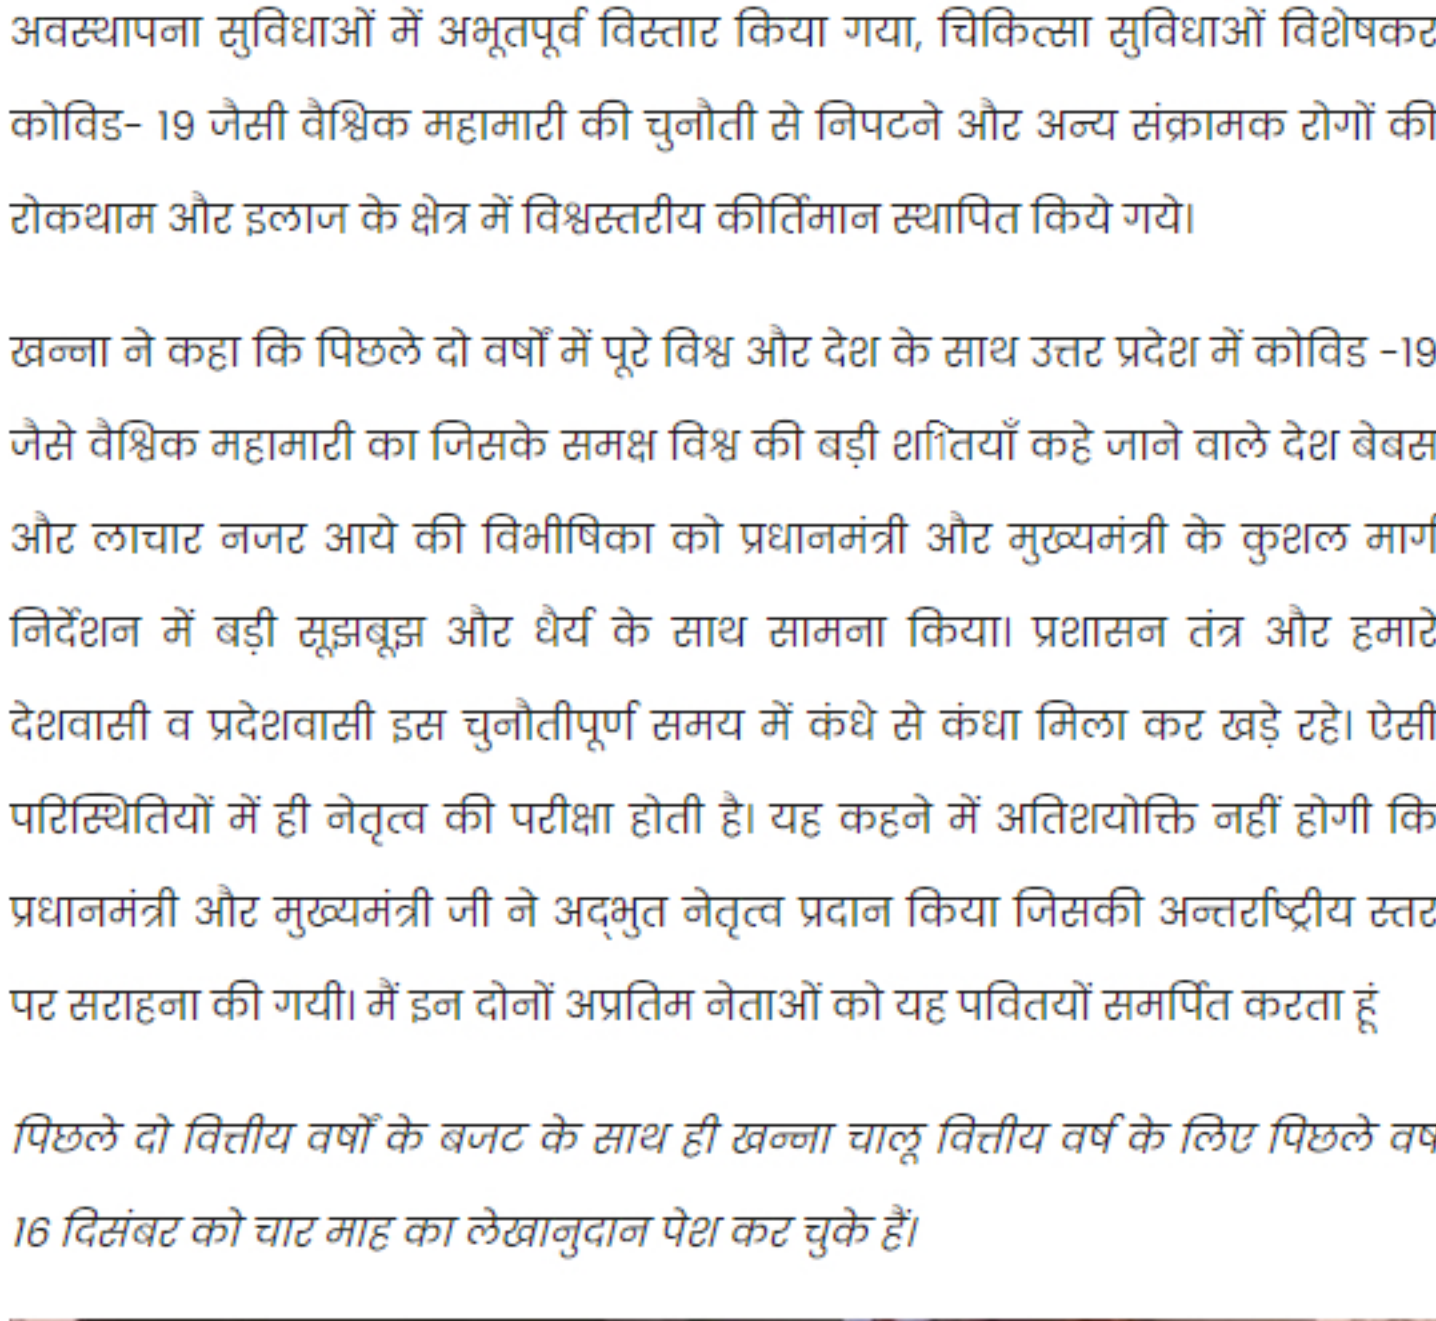 अवस्थापना सुविधाओं में अभूतपूर्व विस्तार किया गया, चिकित्सा सुविधाओं विशेषकर
कोविड- 19 जैसी वैश्विक महामारी की चुनौती से निपटने और अन्य संक्रामक रोगों की
रोकथाम और इलाज के क्षेत्र में विश्वस्तरीय कीर्तिमान स्थापित किये गये।
खन्ना ने कहा कि पिछले दो वर्षों में पूरे विश्व और देश के साथ उत्तर प्रदेश में कोविड -19
जैसे वैश्विक महामारी का जिसके समक्ष विश्व की बड़ी कहे जाने वाले देश बेबस
और लाचार नजर आये की विभीषिका को प्रधानमंत्री और मुख्यमंत्री के कुशल मार्ग
निर्देशन में बड़ी सूझबूझ और धैर्य के साथ सामना किया। प्रशासन तंत्र और हमारे
देशवासी व प्रदेशवासी इस चुनौतीपूर्ण समय में कंधे से कंधा मिला कर खड़े रहे। ऐसी
परिस्थितियों में ही नेतृत्व की परीक्षा होती है। यह कहने में अतिशयोक्ति नहीं होगी कि
प्रधानमंत्री और मुख्यमंत्री जी ने अद्भुत नेतृत्व प्रदान किया जिसकी अन्तर्राष्ट्रीय स्तर
पर सराहना की गयी। मैं इन दोनों अप्रतिम नेताओं को यह पवितयों समर्पित करता हूं
पिछले दो वित्तीय वर्षों के बजट के साथ ही खन्ना चालू वित्तीय वर्ष के लिए पिछले वर्ष
16 दिसंबर को चार माह का लेखानुदान पेश कर चुके हैं।